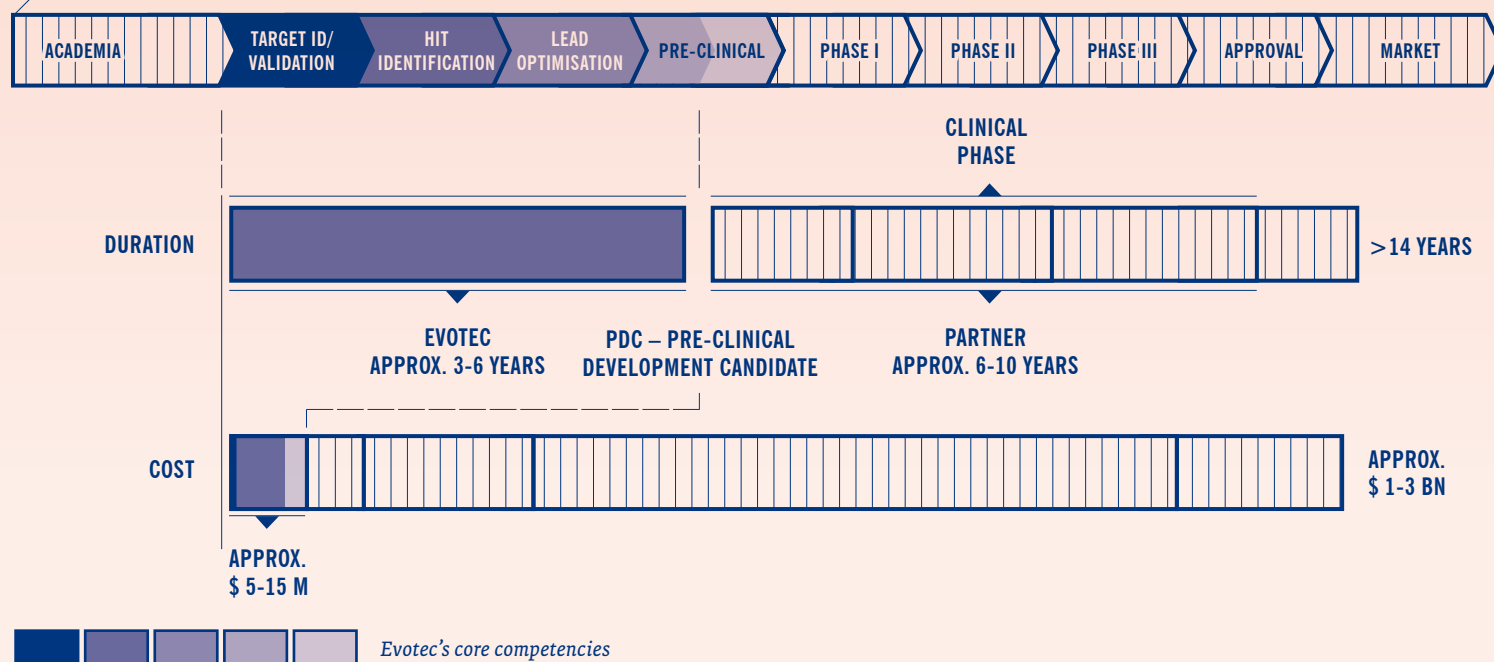 ACADEMIA
TARGET ID/
VALIDATION
HIT
IDENTIFICATION
LEAD
OPTIMISATION
PRE-CLINICAL
PHASE I
PHASE II
PHASE III
APPROVAL
MARKET
CLINICAL
PHASE
DURATION
>14 YEARS
EVOTEC
APPROX. 3-6 YEARS
PDC – PRE-CLINICAL
DEVELOPMENT CANDIDATE
PARTNER
APPROX. 6-10 YEARS
COST
APPROX.
$ 1-3 BN
APPROX.
$ 5-15 M
Evotec’s core competencies